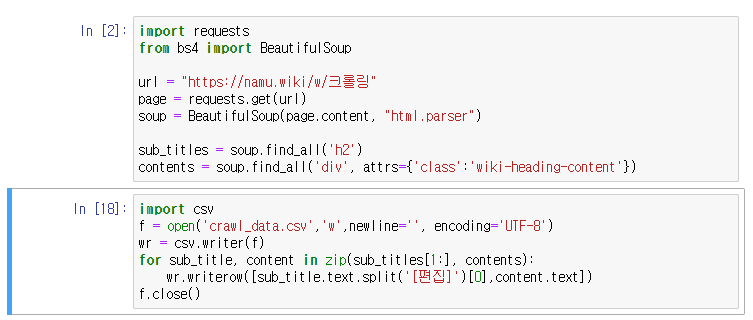 In [2]:
import requests
from bs4 import BeautifulSoup
url = "https://namu.wiki/w/크롤링"
page = requests.get(url)
soup = BeautifulSoup(page.content, "html.parser")
sub_titles = soup.find_all('h2')
contents = soup.find_all('div', attrs={'class':'wiki-heading-content'})
In [18]:
import csv
f = open('crawl_data.csv','w',newline='', encoding='UTF-8')
wr = csv.writer(f)
for sub_title, content in zip(sub_titles[1:], contents):
    wr.writerow([sub_title.text.split('[편집]')[0],content.text])
f.close()